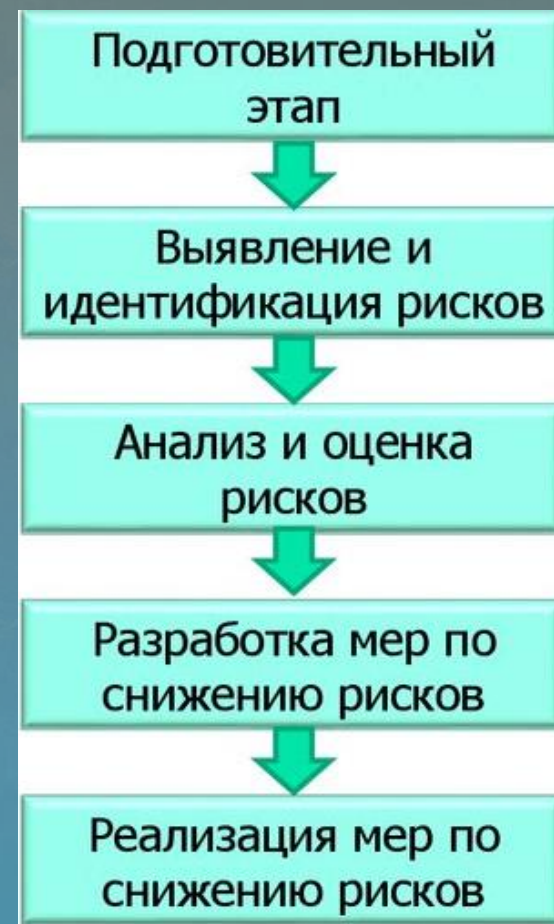 Подготовительный
этап
Выявление и
идентификация рисков
Анализ и оценка
рисков
Разработка мер по
снижению рисков
Реализация мер по
снижению рисков